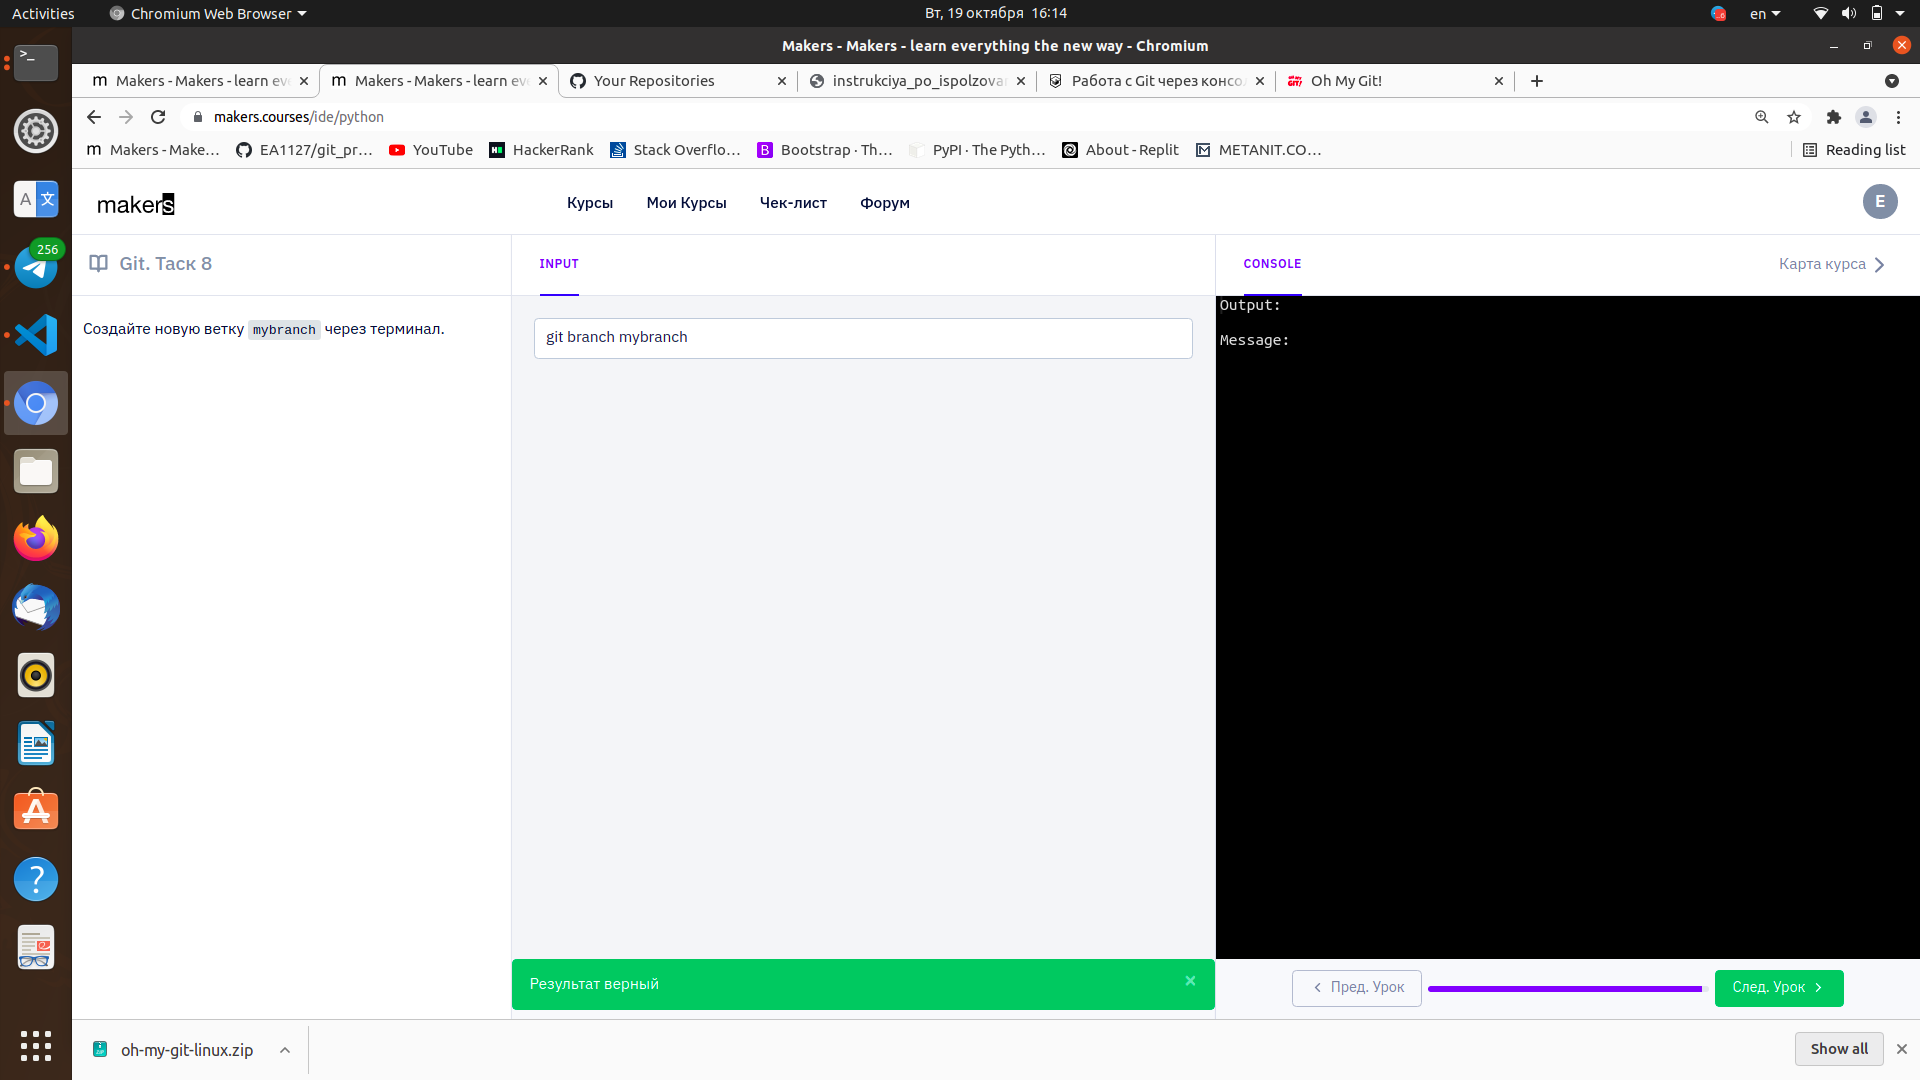 Activities
Chromium Web Browser
Вт, 19 октября 16:14
en
Makers - Makers - learn everything the new way - Chromium
Makers - Makers - learn eve
Makers - Makers - learn eve
Your Repositories
instrukciya_po_ispolzova
Работа с Git через консо
Oh My Git!
makers.courses/ide/python
Makers - Make...
EA1127/git_pr...
YouTube
HackerRank
Stack Overflo...
Bootstrap · Th...
PyPI · The Pyth...
About - Replit
METANIT.CO...
Reading list
makers
Курсы
Мои Курсы
Чек-лист
Форум
E
256
Git. Таск 8
INPUT
CONSOLE
Карта курса
Создайте новую ветку mybranch через терминал.
git branch mybranch
Output:
Message:
Результат верный
Пред. Урок
След. Урок
oh-my-git-linux.zip
Show all